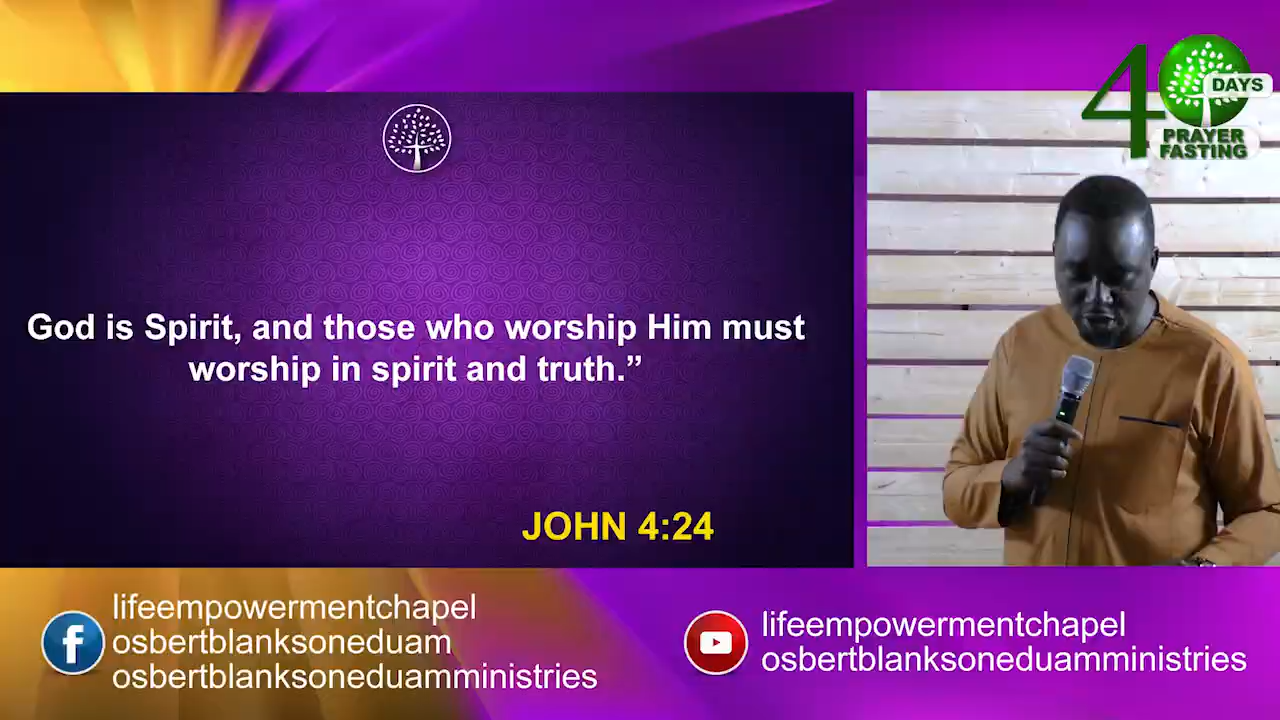 40
DAYS
PRAYER
FASTING
God is Spirit, and those who worship Him must
worship in spirit and truth.”
JOHN 4:24
f
lifeempowermentchapel
osbertblanksoneduam
osbertblanksoneduamministries
lifeempowermentchapel
osbertblanksoneduamministries